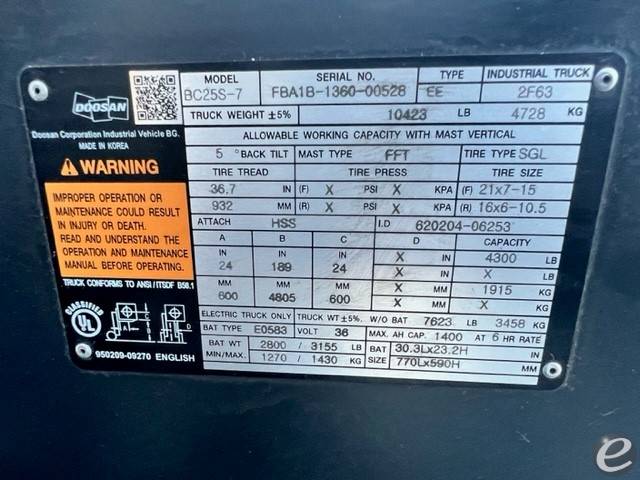 DOOSAN
Doosan Corporation Industrial Vehicle BG.
MADE IN KOREA
WARNING
IMPROPER OPERATION OR
MAINTENANCE COULD RESULT
IN INJURY OR DEATH.
READ AND UNDERSTAND THE
OPERATION AND MAINTENANCE
MANUAL BEFORE OPERATING.
TRUCK CONFORMS TO ANSI/ITSDF B56.1
CLASSIFIED
UL
950209-09270 ENGLISH
MODEL SERIAL NO. TYPE INDUSTRIAL TRUCK
BC25S-7 FBA1B-1360-00528 EE 2F63
TRUCK WEIGHT ±5% 10423 LB 4728 KG
ALLOWABLE WORKING CAPACITY WITH MAST VERTICAL
5 ° BACK TILT MAST TYPE FFT TIRE TYPE SGL
TIRE TREAD TIRE PRESS TIRE SIZE
36.7 IN (F) X PSI X KPA (F) 21x7-15
932 MM (R) X PSI X KPA (R) 16x6-10.5
ATTACH HSS I.D 620204-06253
A B C D CAPACITY
IN IN IN X IN 4300 LB
24 189 24 X IN X LB
MM MM MM X MM 1915 KG
600 4805 600 X MM X KG
ELECTRIC TRUCK ONLY TRUCK WT ±5% W/O BAT 7623 LB 3458 KG
BAT TYPE E0583 VOLT 36 MAX. AH CAP. 1400 AT 6 HR RATE
BAT WT 2800 / 3155 LB BAT 30.3Lx23.2H IN
MIN/MAX. 1270 / 1430 KG SIZE 770Lx590H MM
e